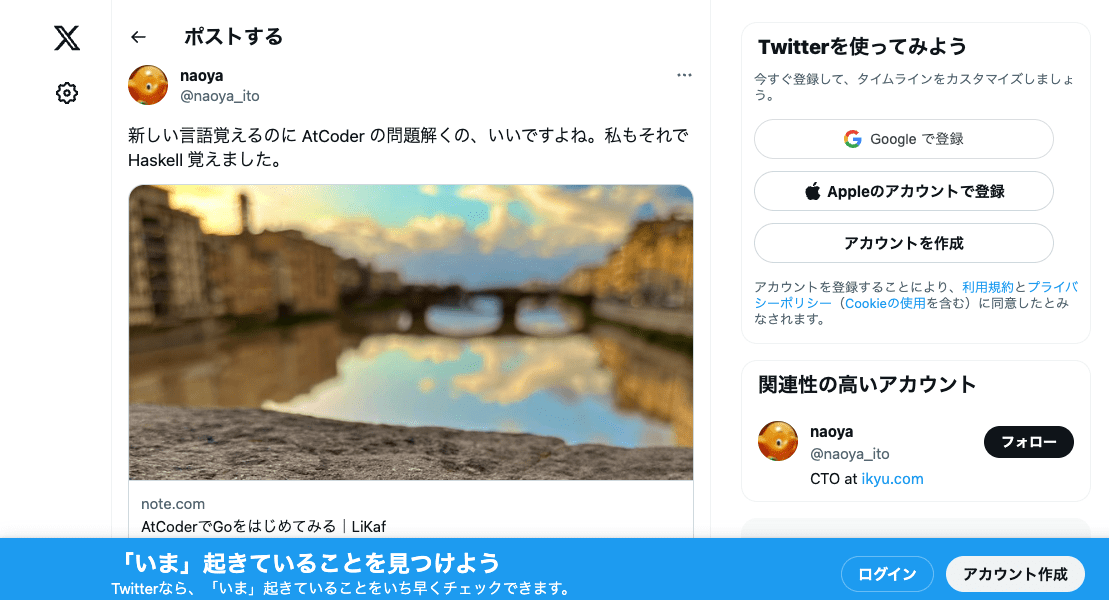 ポストする
naoya
@naoya_ito
新しい言語覚えるのに AtCoder の問題解くの、いいですよね。私もそれで
Haskell 覚えました。
note.com
AtCoderでGoをはじめてみる｜LiKaf
Twitterを使ってみよう
今すぐ登録して、タイムラインをカスタマイズしましょ
う。
Google で登録
Appleのアカウントで登録
アカウントを作成
アカウントを登録することにより、利用規約とプライバ
シーポリシー（Cookieの使用を含む）に同意したとみ
なされます。
関連性の高いアカウント
naoya
@naoya_ito
フォロー
CTO at ikyu.com
「いま」起きていることを見つけよう
Twitterなら、「いま」起きていることをいち早くチェックできます。
ログイン
アカウント作成